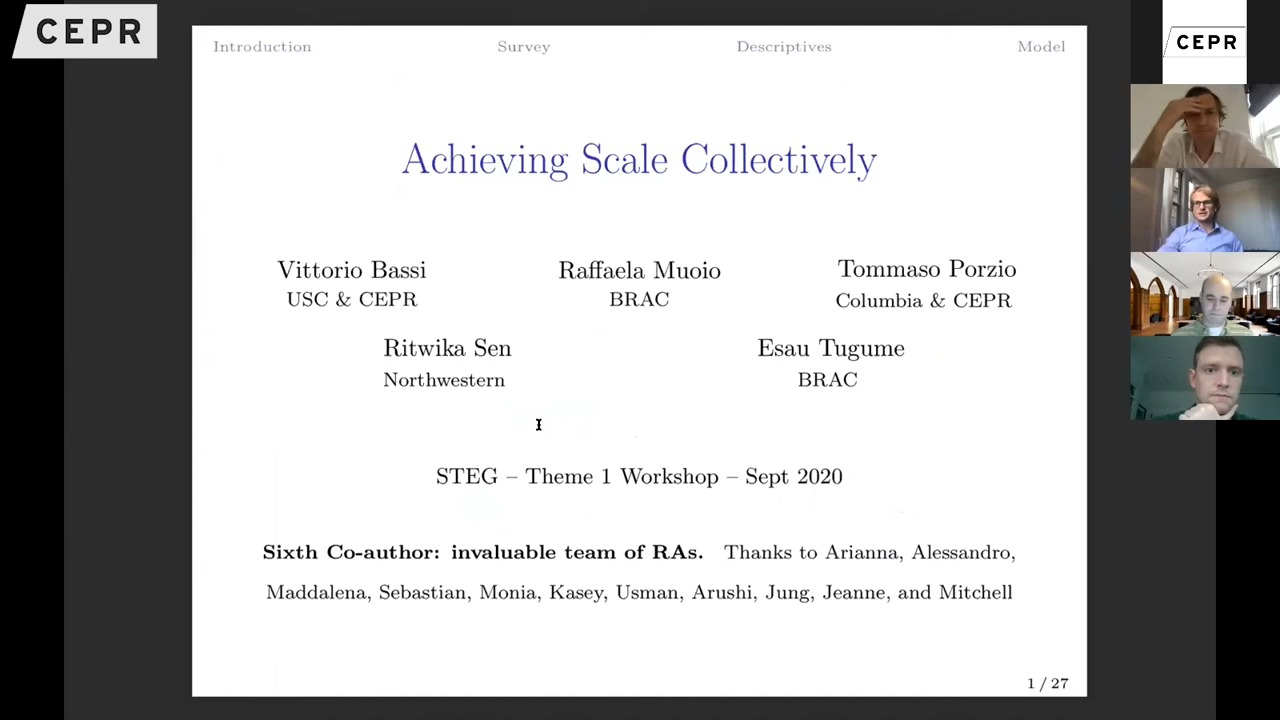 CEPR
CEPR
Introduction Survey Descriptives Model
Achieving Scale Collectively
Vittorio Bassi Raffaela Muoio Tommaso Porzio
USC & CEPR BRAC Columbia & CEPR
Ritwika Sen Esau Tugume
Northwestern BRAC
STEG – Theme 1 Workshop – Sept 2020
Sixth Co-author: invaluable team of RAs. Thanks to Arianna, Alessandro,
Maddalena, Sebastian, Monia, Kasey, Usman, Arushi, Jung, Jeanne, and Mitchell
1 / 27